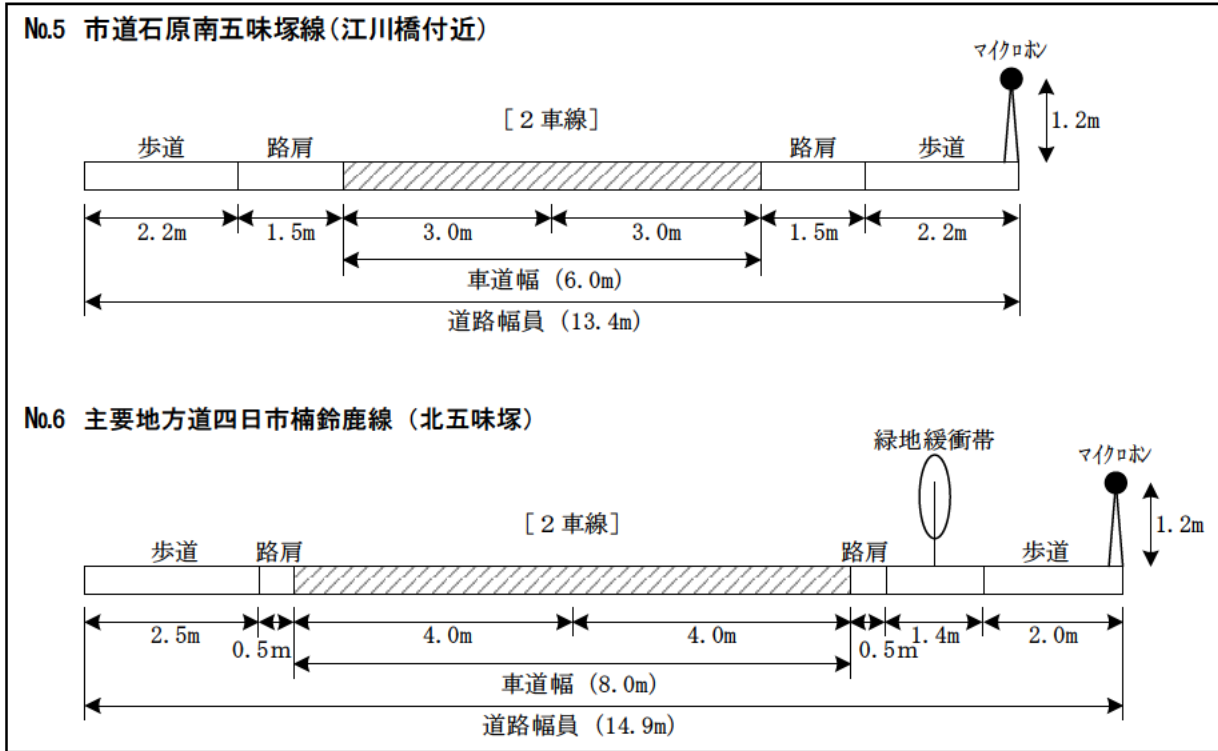 No.5 市道石原南五味塚線(江川橋付近)
マイクロホン
[2車線]
1.2m
歩道 路肩 路肩 歩道
2.2m 1.5m 3.0m 3.0m 1.5m 2.2m
車道幅 (6.0m)
道路幅員 (13.4m)
No.6 主要地方道四日市楠鈴鹿線 (北五味塚)
緑地緩衝帯
マイクロホン
[2車線]
1.2m
歩道 路肩 路肩 歩道
2.5m 0.5m 4.0m 4.0m 0.5m 1.4m 2.0m
車道幅 (8.0m)
道路幅員 (14.9m)